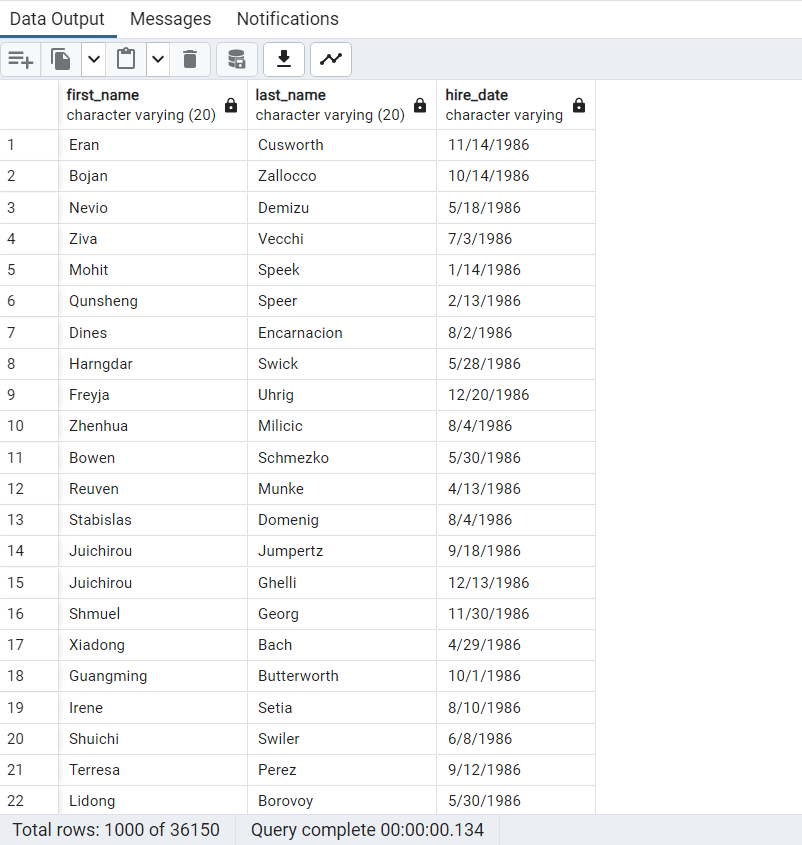 Data Output Messages Notifications
first_name last_name hire_date
character varying (20) character varying (20) character varying
1 Eran Cusworth 11/14/1986
2 Bojan Zallocco 10/14/1986
3 Nevio Demizu 5/18/1986
4 Ziva Vecchi 7/3/1986
5 Mohit Speek 1/14/1986
6 Qunsheng Speer 2/13/1986
7 Dines Encarnacion 8/2/1986
8 Harngdar Swick 5/28/1986
9 Freyja Uhrig 12/20/1986
10 Zhenhua Milicic 8/4/1986
11 Bowen Schmezko 5/30/1986
12 Reuven Munke 4/13/1986
13 Stabislas Domenig 8/4/1986
14 Juichirou Jumpertz 9/18/1986
15 Juichirou Ghelli 12/13/1986
16 Shmuel Georg 11/30/1986
17 Xiadong Bach 4/29/1986
18 Guangming Butterworth 10/1/1986
19 Irene Setia 8/10/1986
20 Shuichi Swiler 6/8/1986
21 Terresa Perez 9/12/1986
22 Lidong Borovoy 5/30/1986
Total rows: 1000 of 36150 Query complete 00:00:00.134